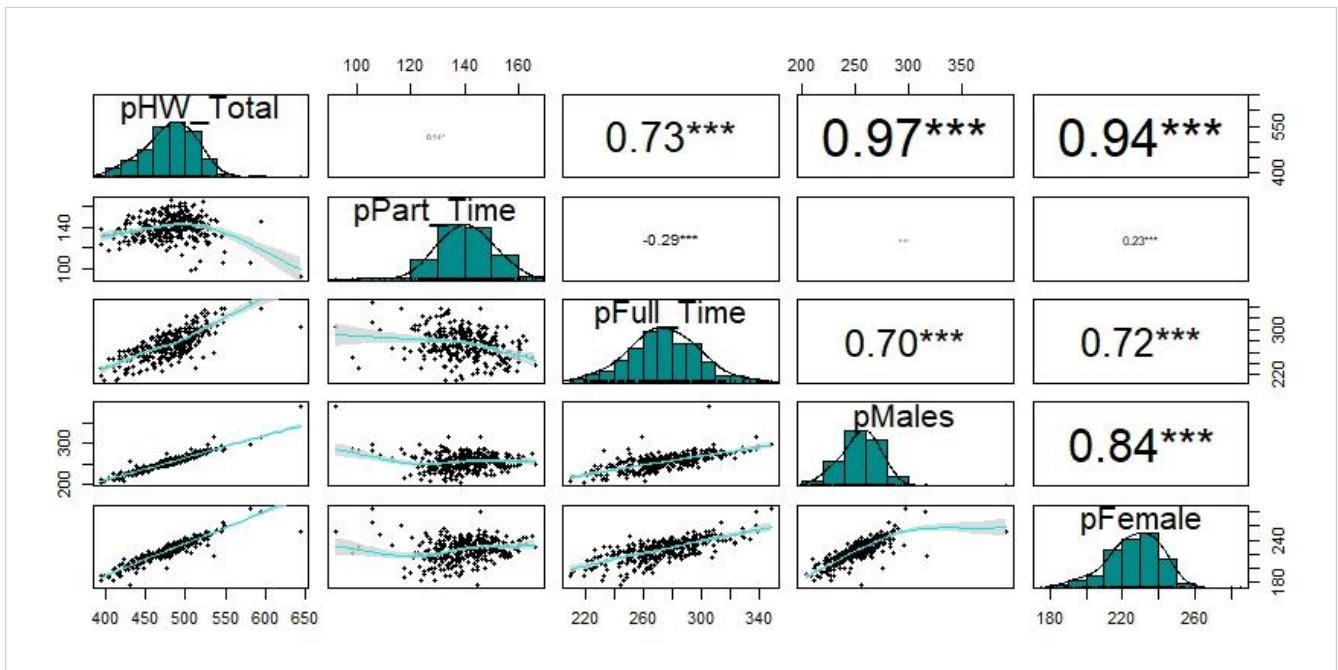 100 120 140 160 200 250 300 350
pHW_Total 0.73*** 0.97*** 0.94*** 400 550
140 100 pPart_Time -0.29*** 0.23***
pFull_Time 0.70*** 0.72*** 220 300
300 200 pMales 0.84***
pFemale 180 240
400 450 500 550 600 650 220 260 300 340 180 220 260